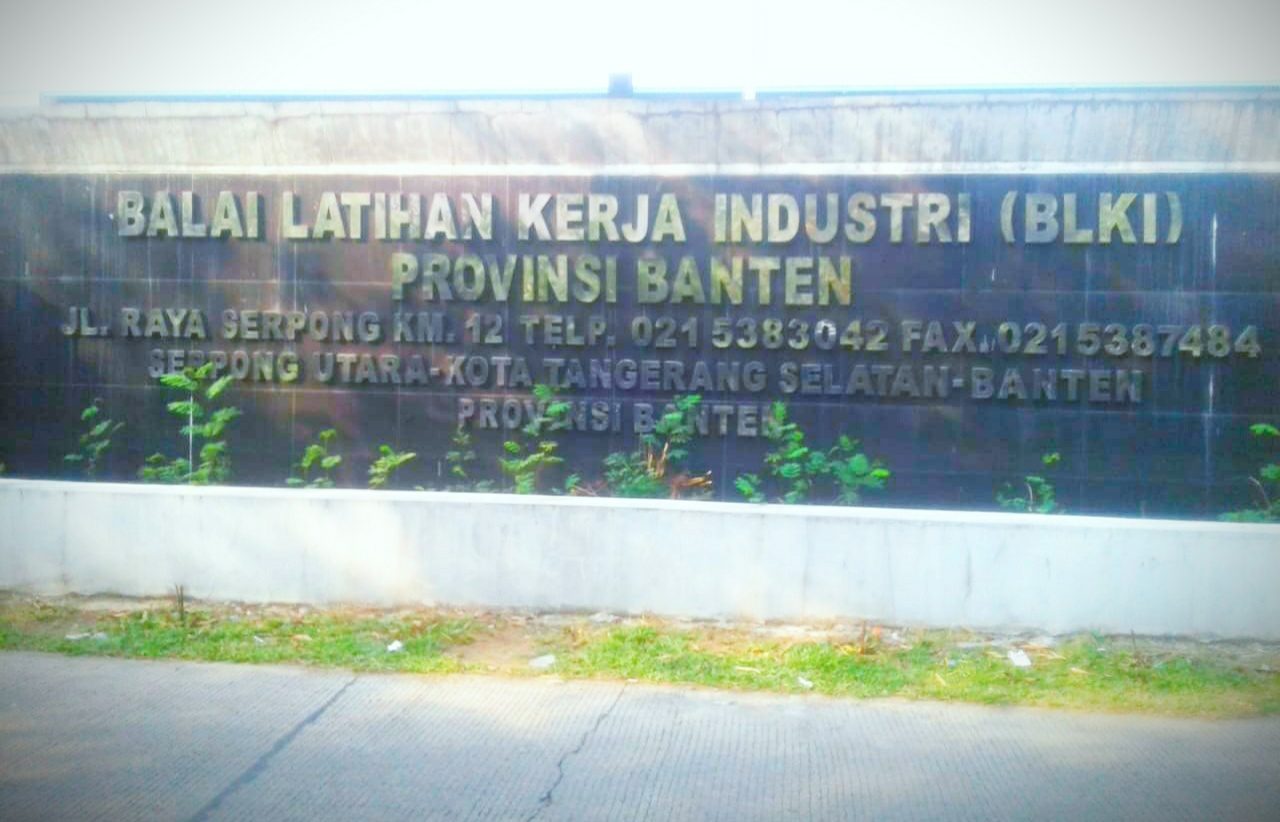 BALAI LATIHAN KERJA INDUSTRI (BLKI)
PROVINSI BANTEN
JL. RAYA SERPONG KM. 12 TELP. 021 5383042 FAX. 021 5387484
SERPONG UTARA-KOTA TANGERANG SELATAN-BANTEN
PROVINSI BANTEN